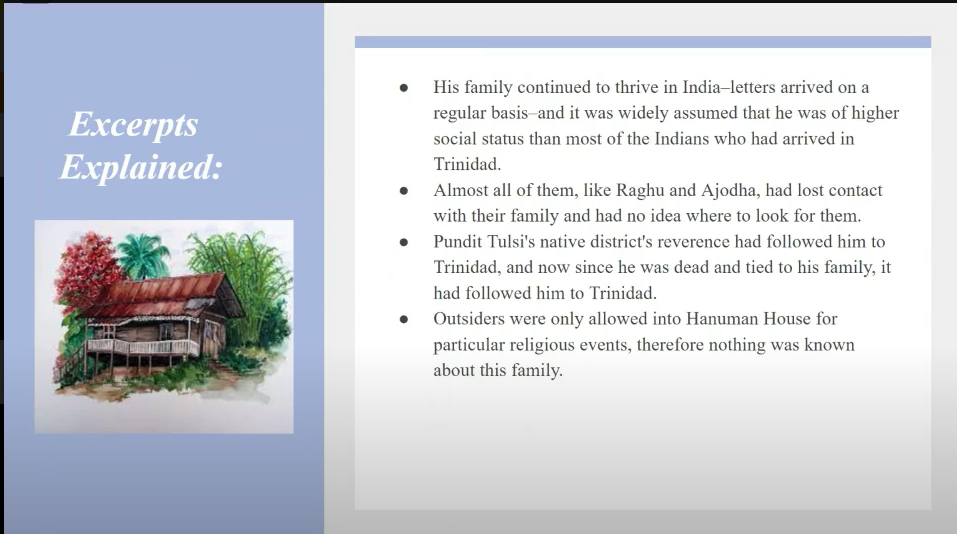 Excerpts
Explained:
● His family continued to thrive in India–letters arrived on a
regular basis–and it was widely assumed that he was of higher
social status than most of the Indians who had arrived in
Trinidad.
● Almost all of them, like Raghu and Ajodha, had lost contact
with their family and had no idea where to look for them.
● Pundit Tulsi's native district's reverence had followed him to
Trinidad, and now since he was dead and tied to his family, it
had followed him to Trinidad.
● Outsiders were only allowed into Hanuman House for
particular religious events, therefore nothing was known
about this family.